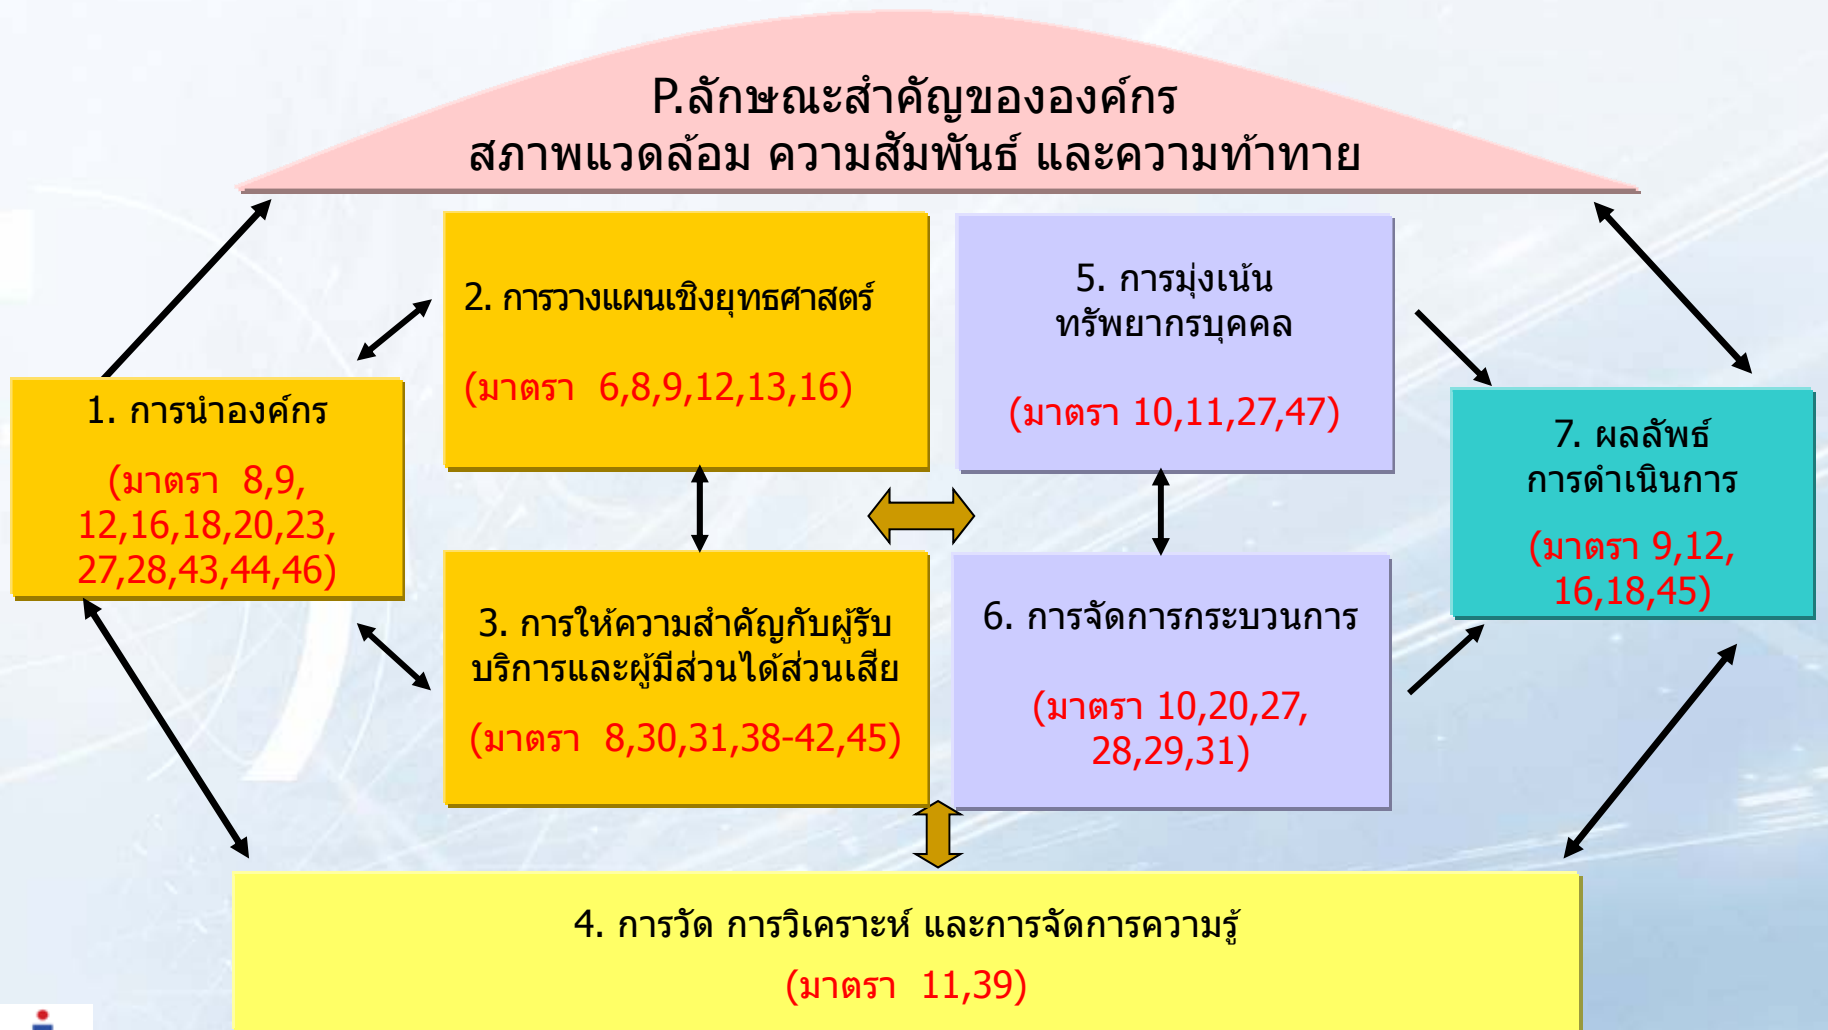 P.ลักษณะสำคัญขององค์กร
สภาพแวดล้อม ความสัมพันธ์ และความท้าทาย
1. การนำองค์กร
(มาตรา 8,9,
12,16,18,20,23,
27,28,43,44,46)
2. การวางแผนเชิงยุทธศาสตร์
(มาตรา 6,8,9,12,13,16)
3. การให้ความสำคัญกับผู้รับ
บริการและผู้มีส่วนได้ส่วนเสีย
(มาตรา 8,30,31,38-42,45)
5. การมุ่งเน้น
ทรัพยากรบุคคล
(มาตรา 10,11,27,47)
6. การจัดการกระบวนการ
(มาตรา 10,20,27,
28,29,31)
7. ผลลัพธ์
การดำเนินการ
(มาตรา 9,12,
16,18,45)
4. การวัด การวิเคราะห์ และการจัดการความรู้
(มาตรา 11,39)